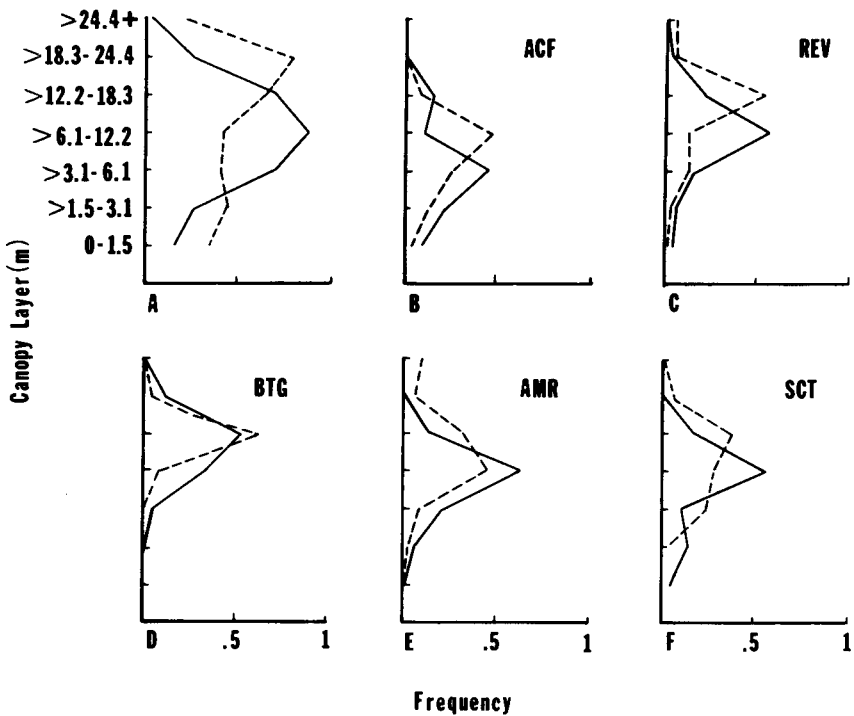 >24.4+
>18.3-24.4
>12.2-18.3
>6.1-12.2
>3.1-6.1
>1.5-3.1
0-1.5
Canopy Layer (m)
A
ACF
B
REV
C
BTG
D .5 1
AMR
E .5 1
SCT
F .5 1
Frequency